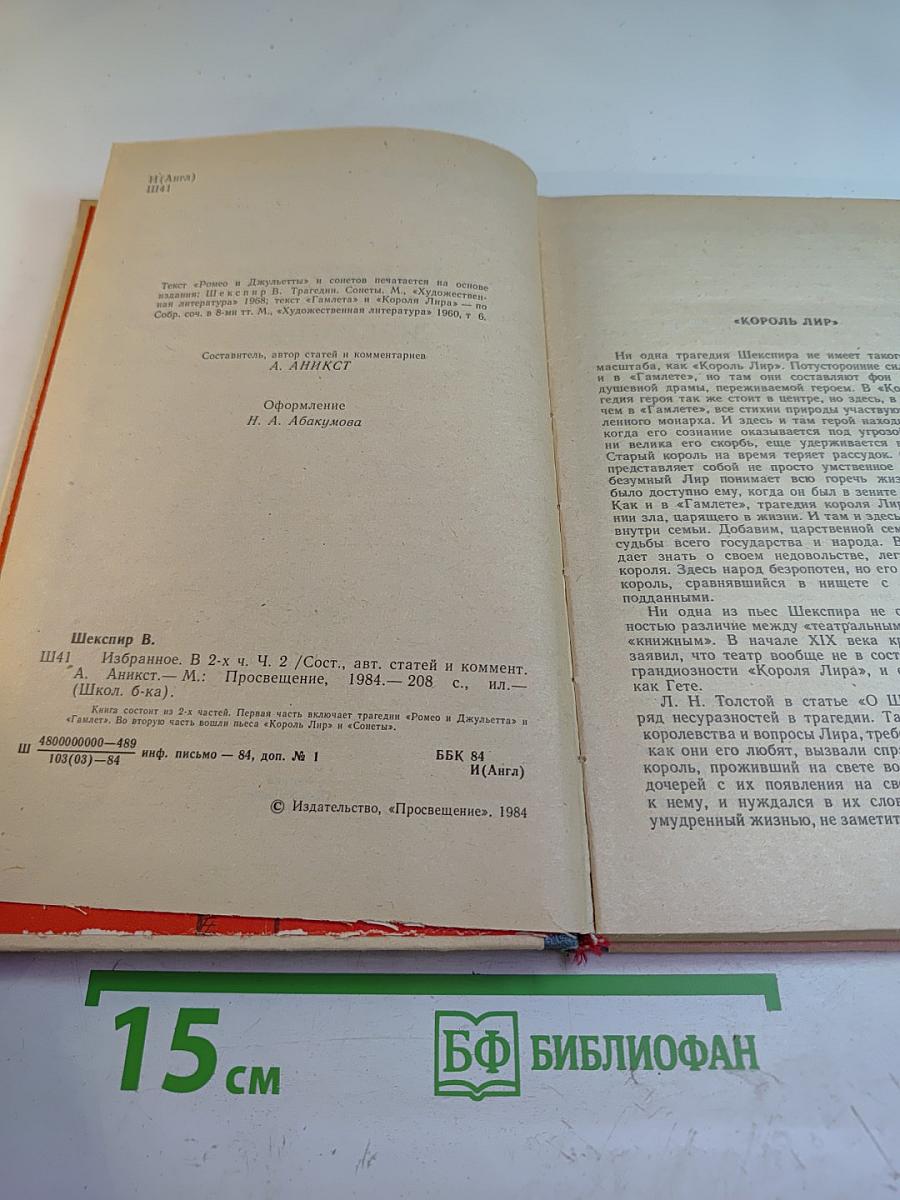 И(Англ)
Ш41
Текст «Ромео и Джульетты» и сонетов печатается на основе
издания: Шекспир В. Трагедии. Сонеты. М., «Художествен-
ная литература» 1968; текст «Гамлета» и «Короля Лира» — по
Собр. соч. в 8-ми тт. М., «Художественная литература» 1960, т 6.
Составитель, автор статей и комментариев
А. АНИКСТ
Оформление
Н. А. Абакумова
Шекспир В.
Ш41 Избранное. В 2-х ч. Ч. 2 /Сост., авт. статей и коммент.
А. Аникст.— М.: Просвещение, 1984.— 208 с., ил.—
(Школ. б-ка).
Книга состоит из 2-х частей. Первая часть включает трагедии «Ромео и Джульетта» и
«Гамлет». Во вторую часть вошли пьеса «Король Лир» и «Сонеты».
Ш 4800000000—489
103(03)—84 инф. письмо — 84, доп. № 1 ББК 84
И(Англ)
© Издательство, «Просвещение», 1984
«КОРОЛЬ ЛИР»
Ни одна трагедия Шекспира не имеет таког
масштаба, как «Король Лир». Потусторонние си
и в «Гамлете», но там они составляют фон
душевной драмы, переживаемой героем. В «Ко
гедия героя так же стоит в центре, но здесь, в
чем в «Гамлете», все стихии природы участвую
ленного монарха. И здесь и там герой наход
когда его сознание оказывается под угрозо
ни велика его скорбь, еще удерживается
Старый король на время теряет рассудок.
представляет собой не просто умственное
безумный Лир понимает всю горечь жиз
было доступно ему, когда он был в зените
Как и в «Гамлете», трагедия короля Лир
нии зла, царящего в жизни. И там и здесь
внутри семьи. Добавим, царственной сем
судьбы всего государства и народа. В
дает знать о своем недовольстве, лег
короля. Здесь народ безропотен, но его
король, сравнявшийся в нищете с
подданными.
Ни одна из пьес Шекспира не с
ностью различие между «театральным
«книжным». В начале XIX века кр
заявил, что театр вообще не в сост
грандиозности «Короля Лира», и с
как Гете.
Л. Н. Толстой в статье «О Ш
ряд несуразностей в трагедии. Та
королевства и вопросы Лира, треб
как они его любят, вызвали спр
король, проживший на свете во
дочерей с их появления на св
к нему, и нуждался в их слов
умудренный жизнью, не заметит
15 см
БФ БИБЛИОФАН